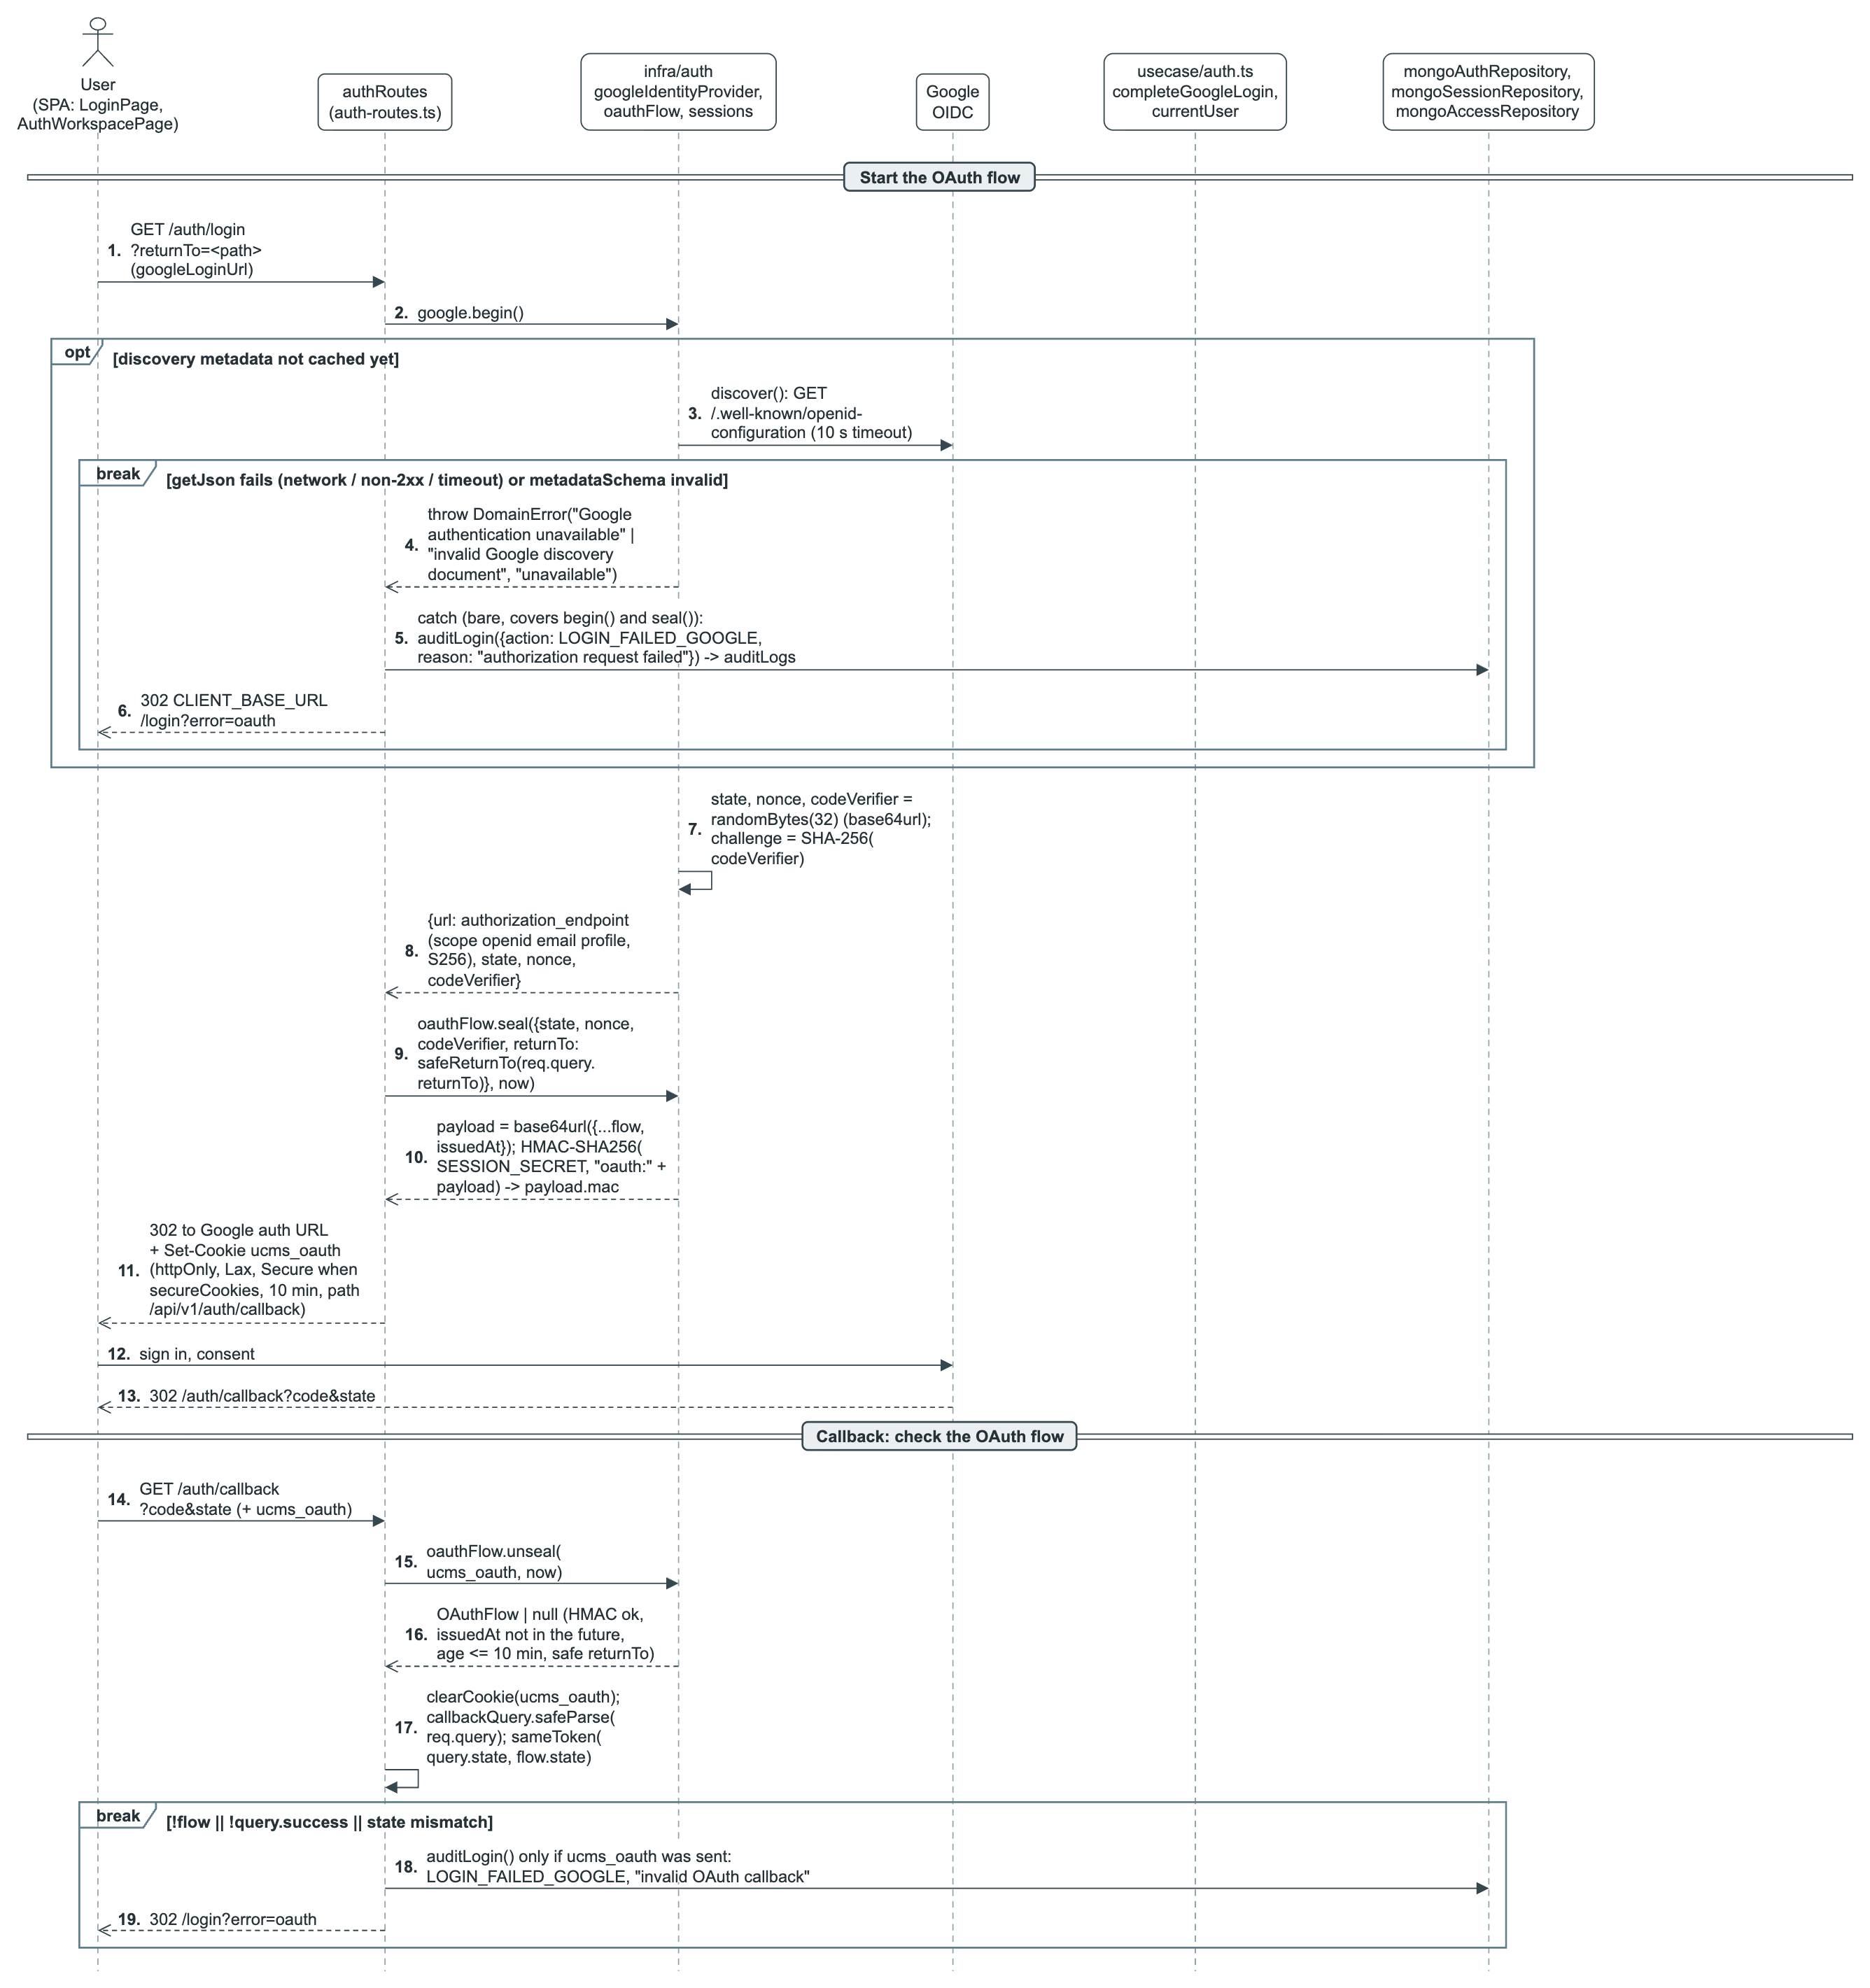 User
(SPA: LoginPage,
AuthWorkspacePage)
authRoutes
(auth-routes.ts)
infra/auth
googleIdentityProvider,
oauthFlow, sessions
Google
OIDC
usecase/auth.ts
completeGoogleLogin,
currentUser
mongoAuthRepository,
mongoSessionRepository,
mongoAccessRepository
Start the OAuth flow
1. GET /auth/login
?returnTo=<path>
(googleLoginUrl)
2. google.begin()
opt [discovery metadata not cached yet]
3. discover(): GET
/.well-known/openid-
configuration (10 s timeout)
break [getJson fails (network / non-2xx / timeout) or metadataSchema invalid]
4. throw DomainError("Google
authentication unavailable" |
"invalid Google discovery
document", "unavailable")
5. catch (bare, covers begin() and seal()):
auditLogin({action: LOGIN_FAILED_GOOGLE,
reason: "authorization request failed"}) -> auditLogs
6. 302 CLIENT_BASE_URL
/login?error=oauth
7. state, nonce, codeVerifier =
randomBytes(32) (base64url);
challenge = SHA-256(
codeVerifier)
8. {url: authorization_endpoint
(scope openid email profile,
S256), state, nonce,
codeVerifier}
9. oauthFlow.seal({state, nonce,
codeVerifier, returnTo:
safeReturnTo(req.query.
returnTo)}, now)
10. payload = base64url({...flow,
issuedAt}); HMAC-SHA256(
SESSION_SECRET, "oauth:" +
payload) -> payload.mac
11. 302 to Google auth URL
+ Set-Cookie ucms_oauth
(httpOnly, Lax, Secure when
secureCookies, 10 min, path
/api/v1/auth/callback)
12. sign in, consent
13. 302 /auth/callback?code&state
Callback: check the OAuth flow
14. GET /auth/callback
?code&state (+ ucms_oauth)
15. oauthFlow.unseal(
ucms_oauth, now)
16. OAuthFlow | null (HMAC ok,
issuedAt not in the future,
age <= 10 min, safe returnTo)
17. clearCookie(ucms_oauth);
callbackQuery.safeParse(
req.query); sameToken(
query.state, flow.state)
break [!flow || !query.success || state mismatch]
18. auditLogin() only if ucms_oauth was sent:
LOGIN_FAILED_GOOGLE, "invalid OAuth callback"
19. 302 /login?error=oauth